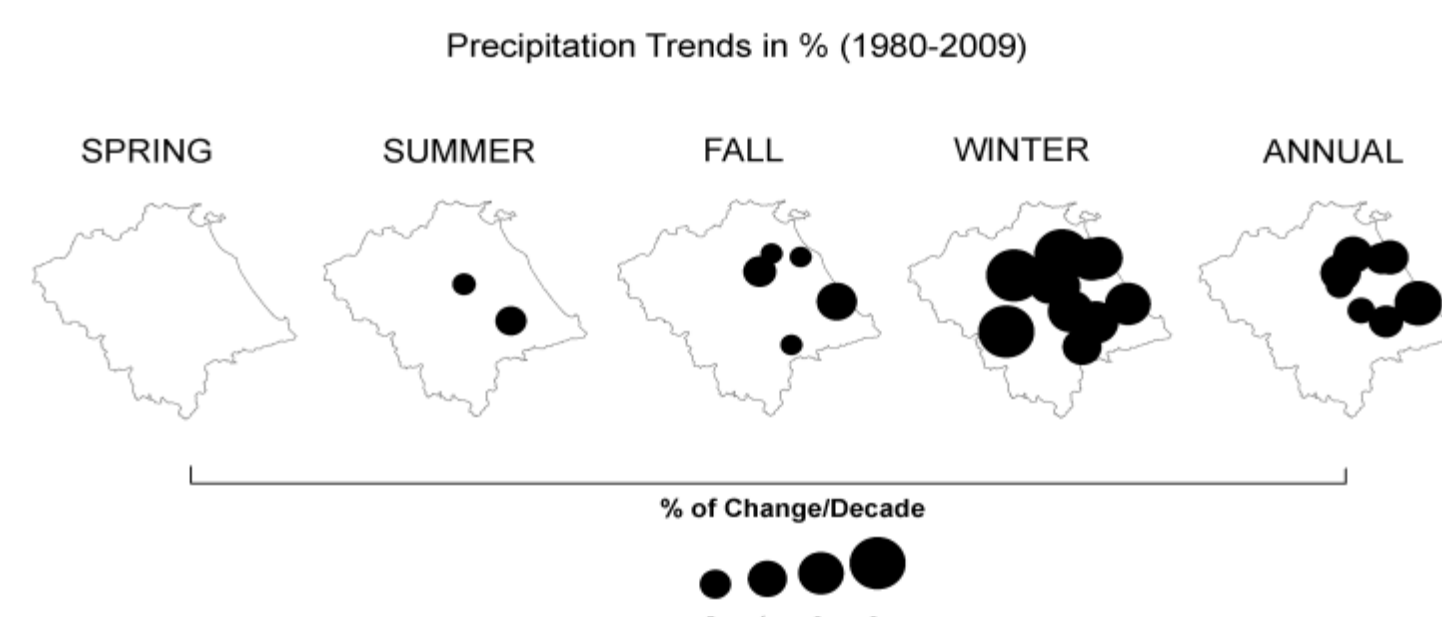 Precipitation Trends in % (1980-2009)
SPRING SUMMER FALL WINTER ANNUAL
% of Change/Decade